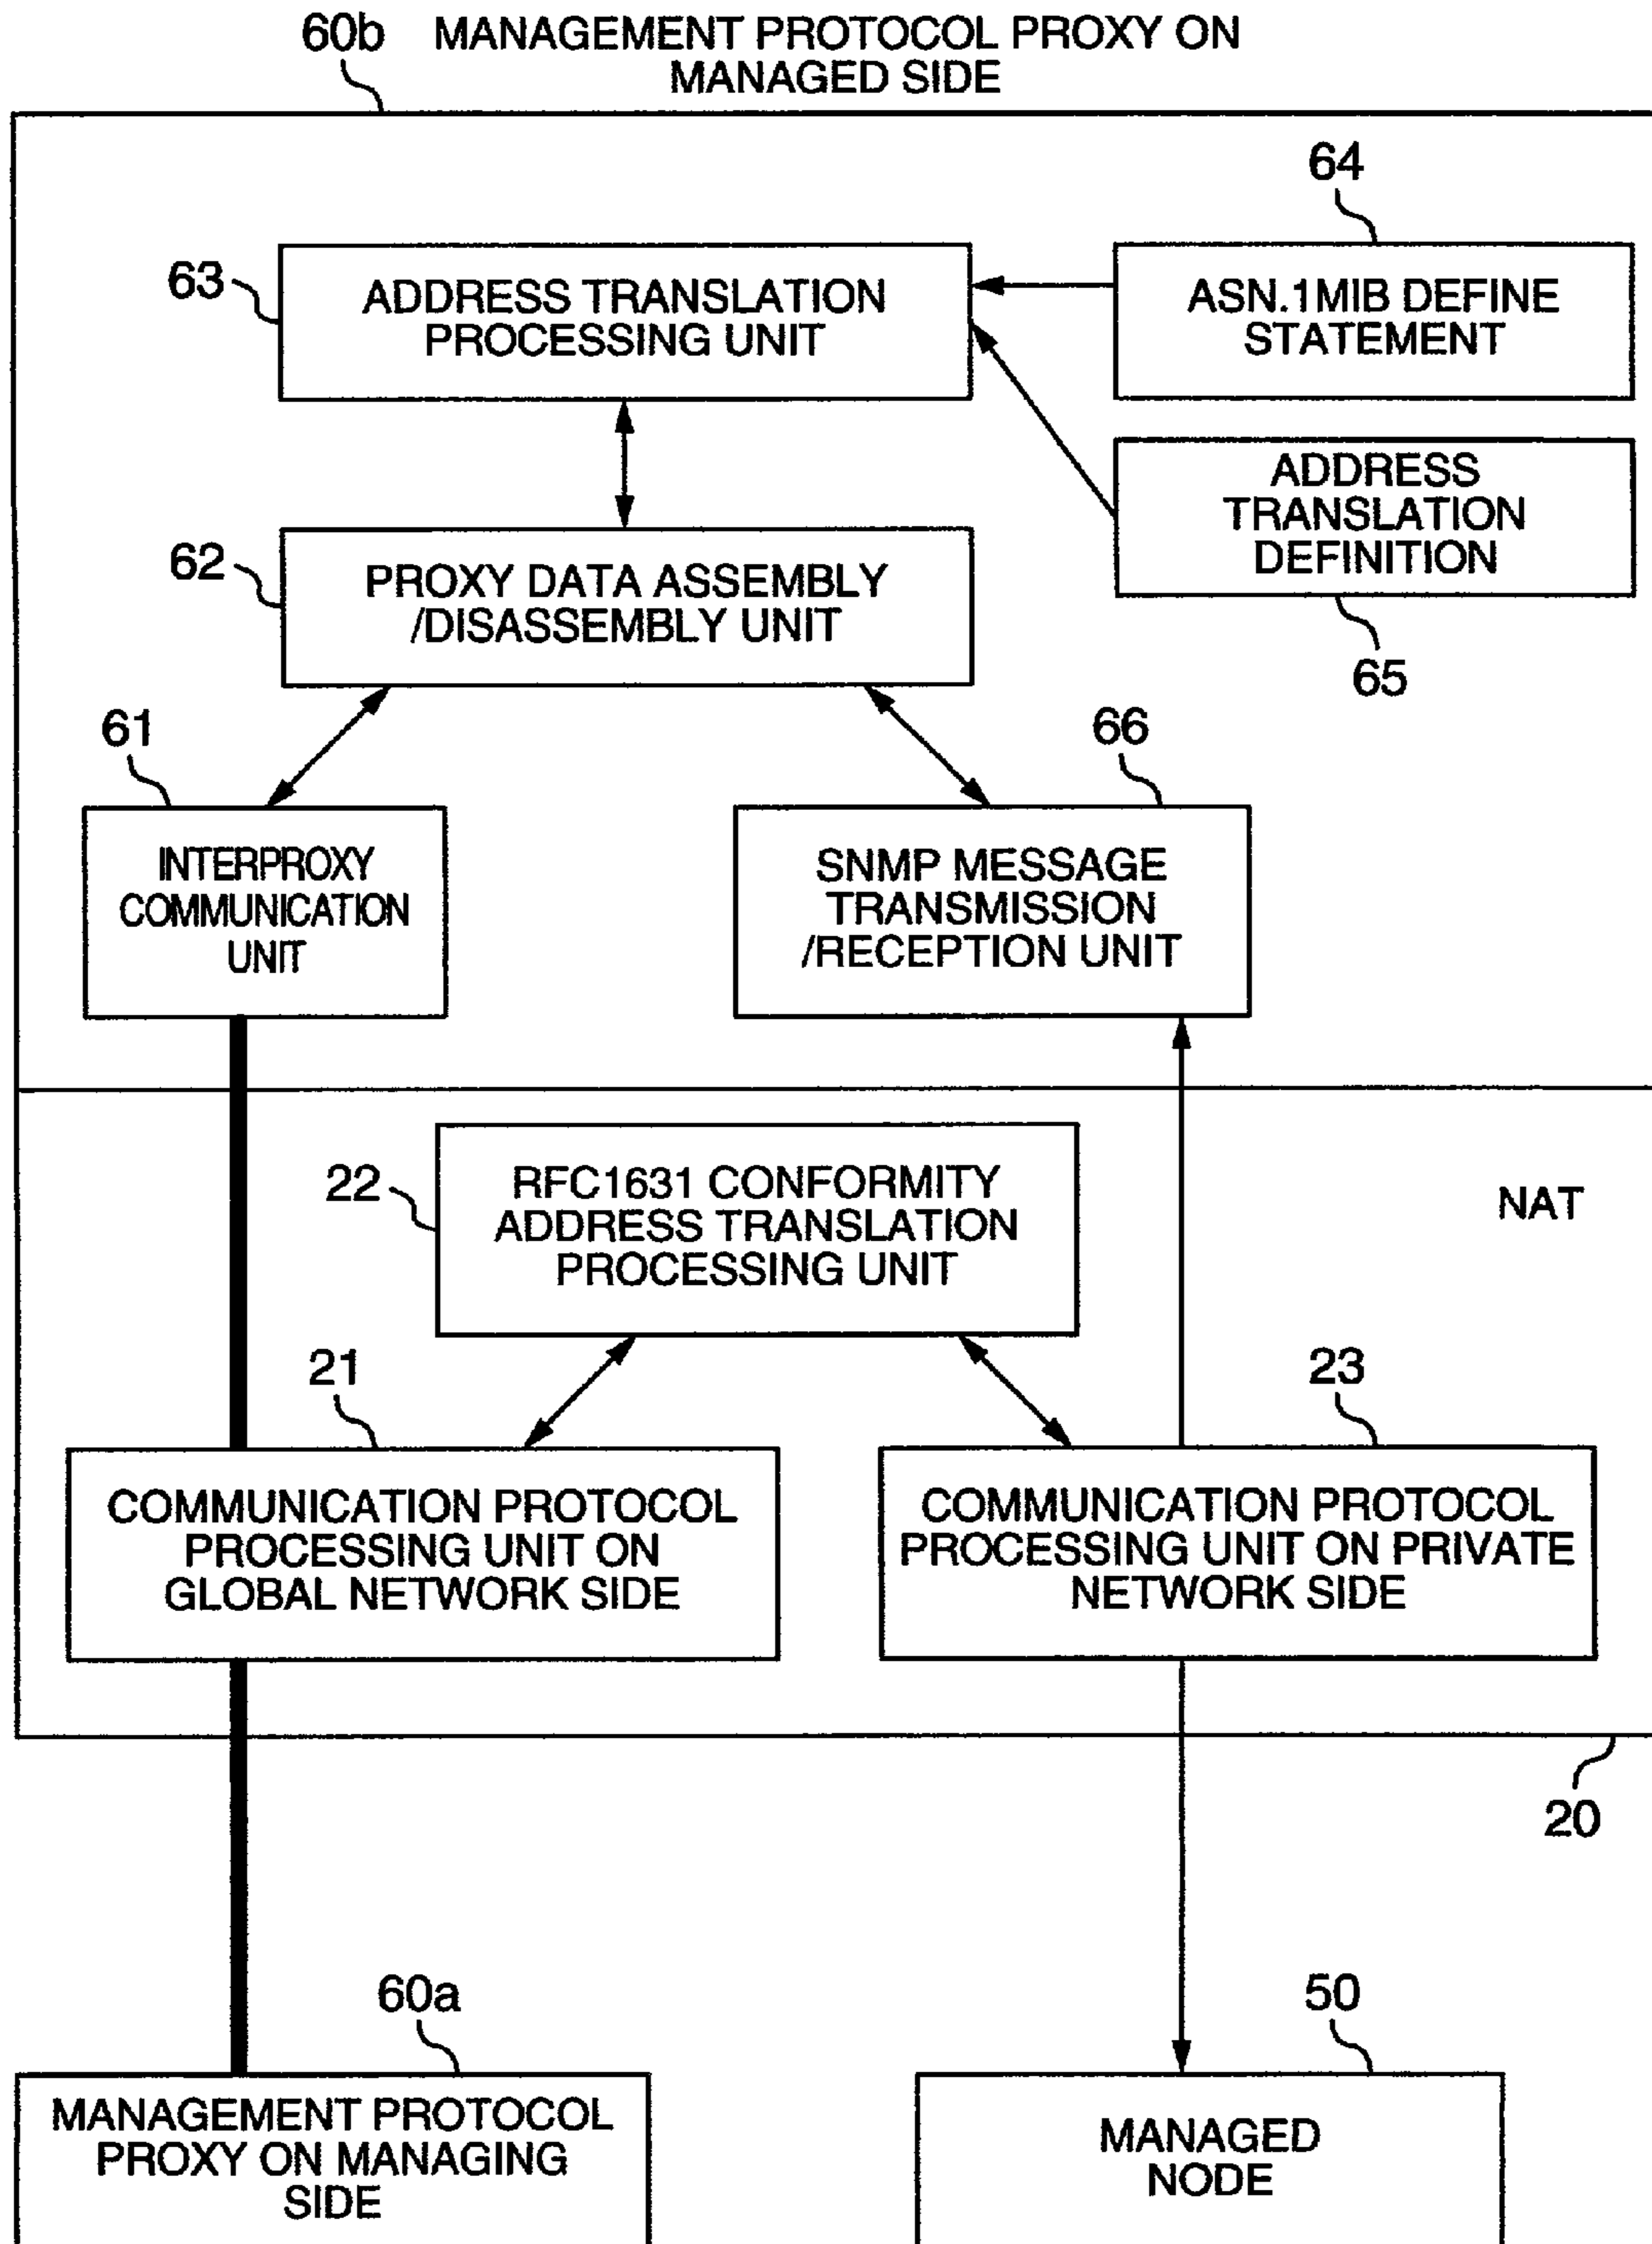 60b MANAGEMENT PROTOCOL PROXY ON
MANAGED SIDE
64
63
ADDRESS TRANSLATION
PROCESSING UNIT
ASN.1MIB DEFINE
STATEMENT
ADDRESS
TRANSLATION
DEFINITION
65
62
PROXY DATA ASSEMBLY
/DISASSEMBLY UNIT
61
66
INTERPROXY
COMMUNICATION
UNIT
SNMP MESSAGE
TRANSMISSION
/RECEPTION UNIT
22
RFC1631 CONFORMITY
ADDRESS TRANSLATION
PROCESSING UNIT
NAT
21
23
COMMUNICATION PROTOCOL
PROCESSING UNIT ON
GLOBAL NETWORK SIDE
COMMUNICATION PROTOCOL
PROCESSING UNIT ON PRIVATE
NETWORK SIDE
20
60a
50
MANAGEMENT PROTOCOL
PROXY ON MANAGING
SIDE
MANAGED
NODE